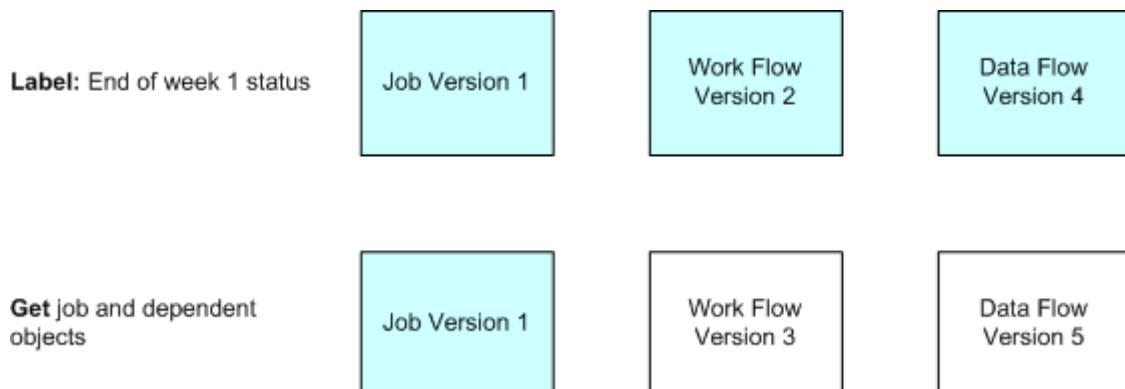 Label: End of week 1 status
Job Version 1
Work Flow
Version 2
Data Flow
Version 4
Get job and dependent
objects
Job Version 1
Work Flow
Version 3
Data Flow
Version 5